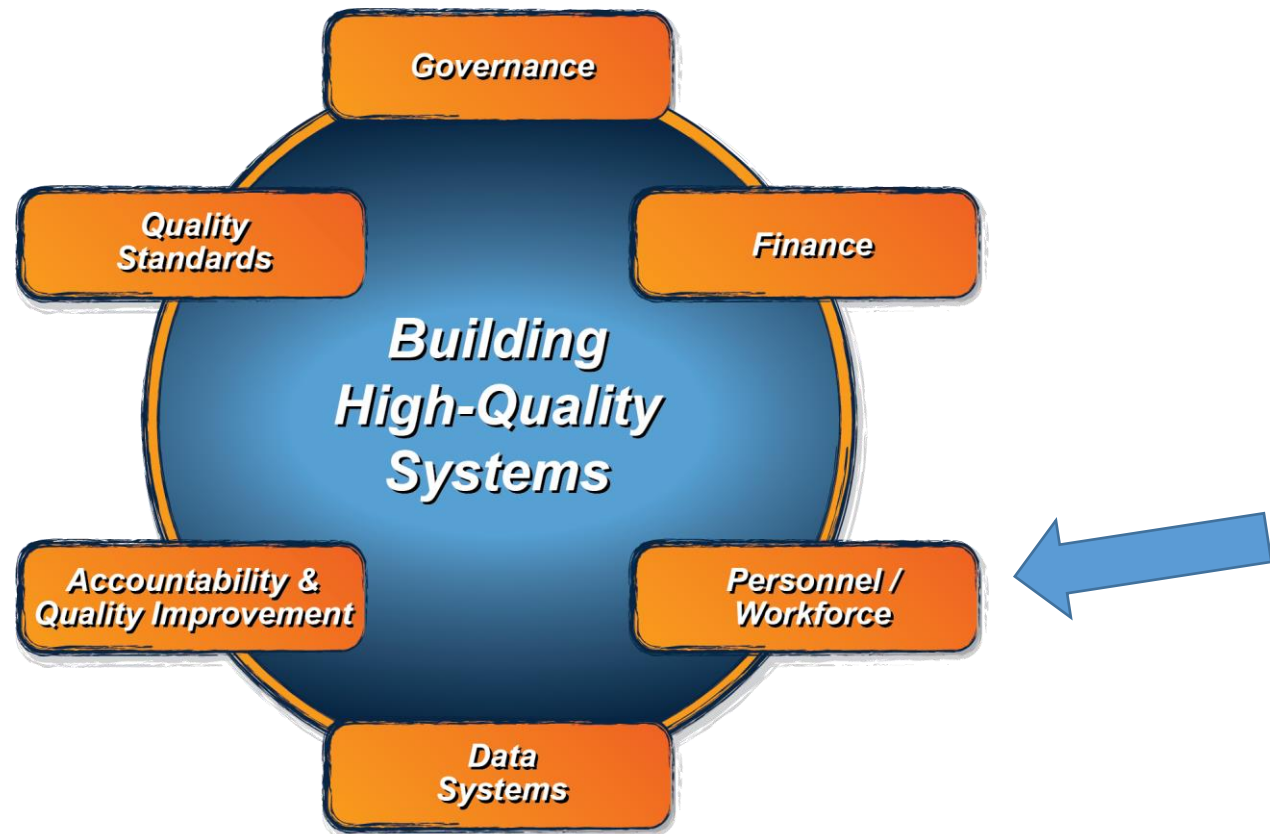 Governance
Quality
Standards
Finance
Building
High-Quality
Systems
Accountability &
Quality Improvement
Personnel /
Workforce
Data
Systems